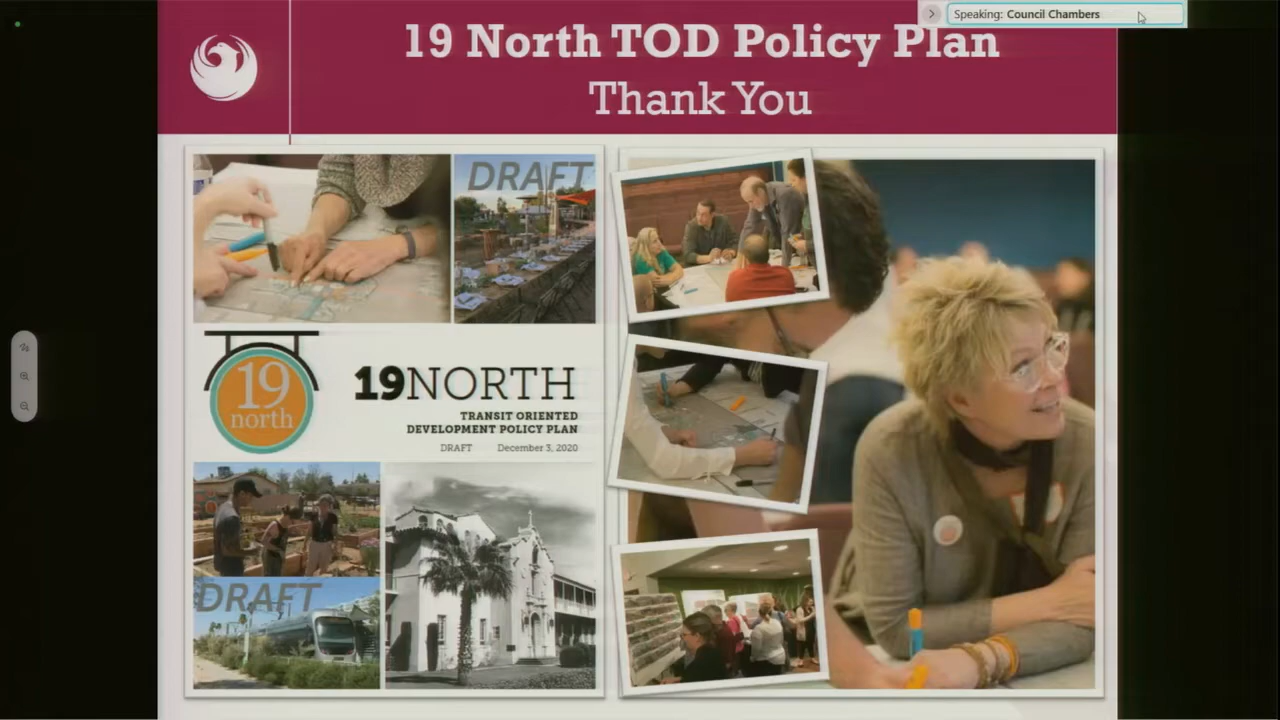 Speaking: Council Chambers
19 North TOD Policy Plan
Thank You
DRAFT
19
north
19NORTH
TRANSIT ORIENTED
DEVELOPMENT POLICY PLAN
DRAFT December 3, 2020
DRAFT